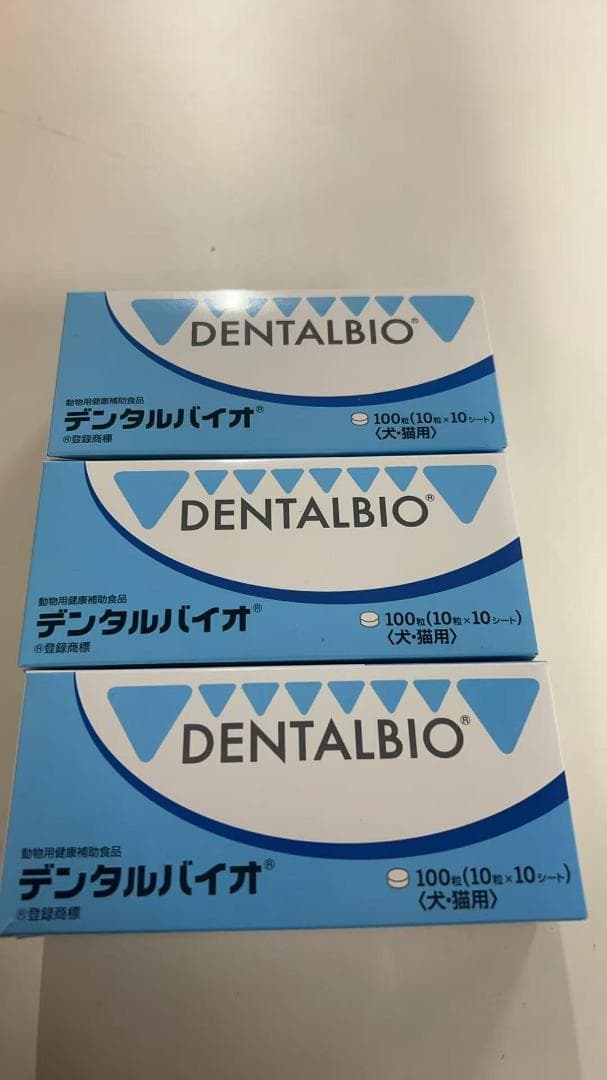 DENTALBIO®
動物用健康補助食品
デンタルバイオ®
®登録商標
100粒(10粒×10シート)
〈犬・猫用〉
DENTALBIO®
動物用健康補助食品
デンタルバイオ®
®登録商標
100粒(10粒×10シート)
〈犬・猫用〉
DENTALBIO®
動物用健康補助食品
デンタルバイオ®
®登録商標
100粒(10粒×10シート)
〈犬・猫用〉